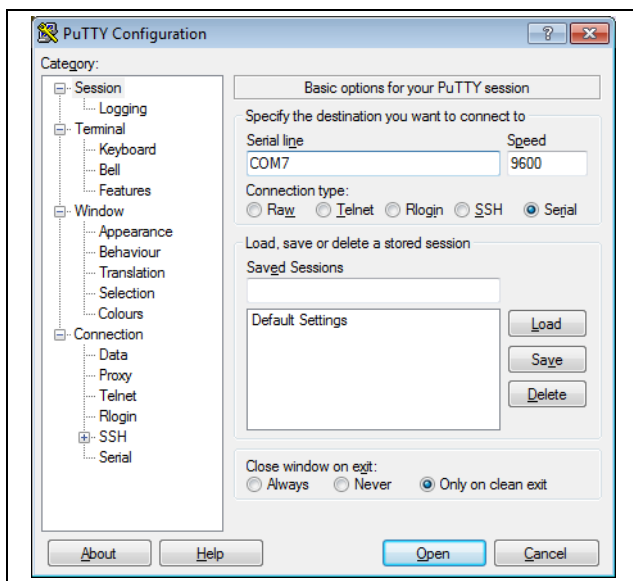 PuTTY Configuration
Category:
Session
Logging
Terminal
Keyboard
Bell
Features
Window
Appearance
Behaviour
Translation
Selection
Colours
Connection
Data
Proxy
Telnet
Rlogin
SSH
Serial
Basic options for your PuTTY session
Specify the destination you want to connect to
Serial line Speed
COM7 9600
Connection type:
Raw Telnet Rlogin SSH Serial
Load, save or delete a stored session
Saved Sessions
Default Settings
Load
Save
Delete
Close window on exit:
Always Never Only on clean exit
About Help Open Cancel